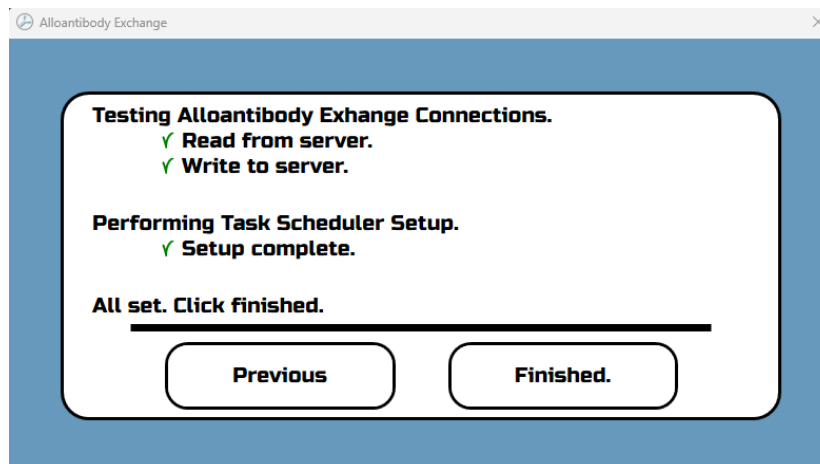 Alloantibody Exchange
Testing Alloantibody Exhange Connections.
✓ Read from server.
✓ Write to server.
Performing Task Scheduler Setup.
✓ Setup complete.
All set. Click finished.
Previous
Finished.